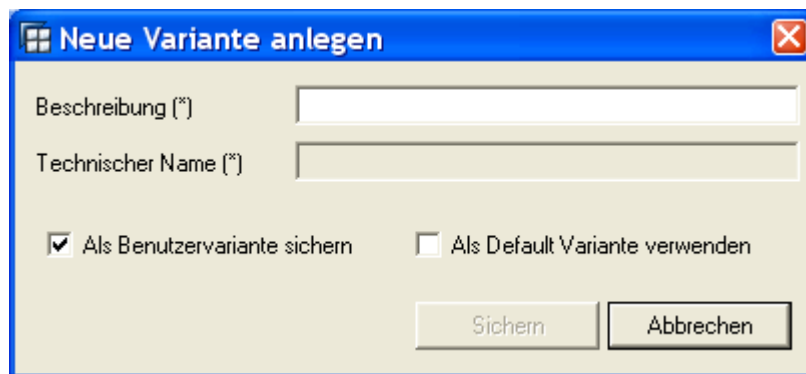 Neue Variante anlegen
Beschreibung (*)
Technischer Name (*)
Als Benutzervariante sichern Als Default Variante verwenden
Sichern Abbrechen